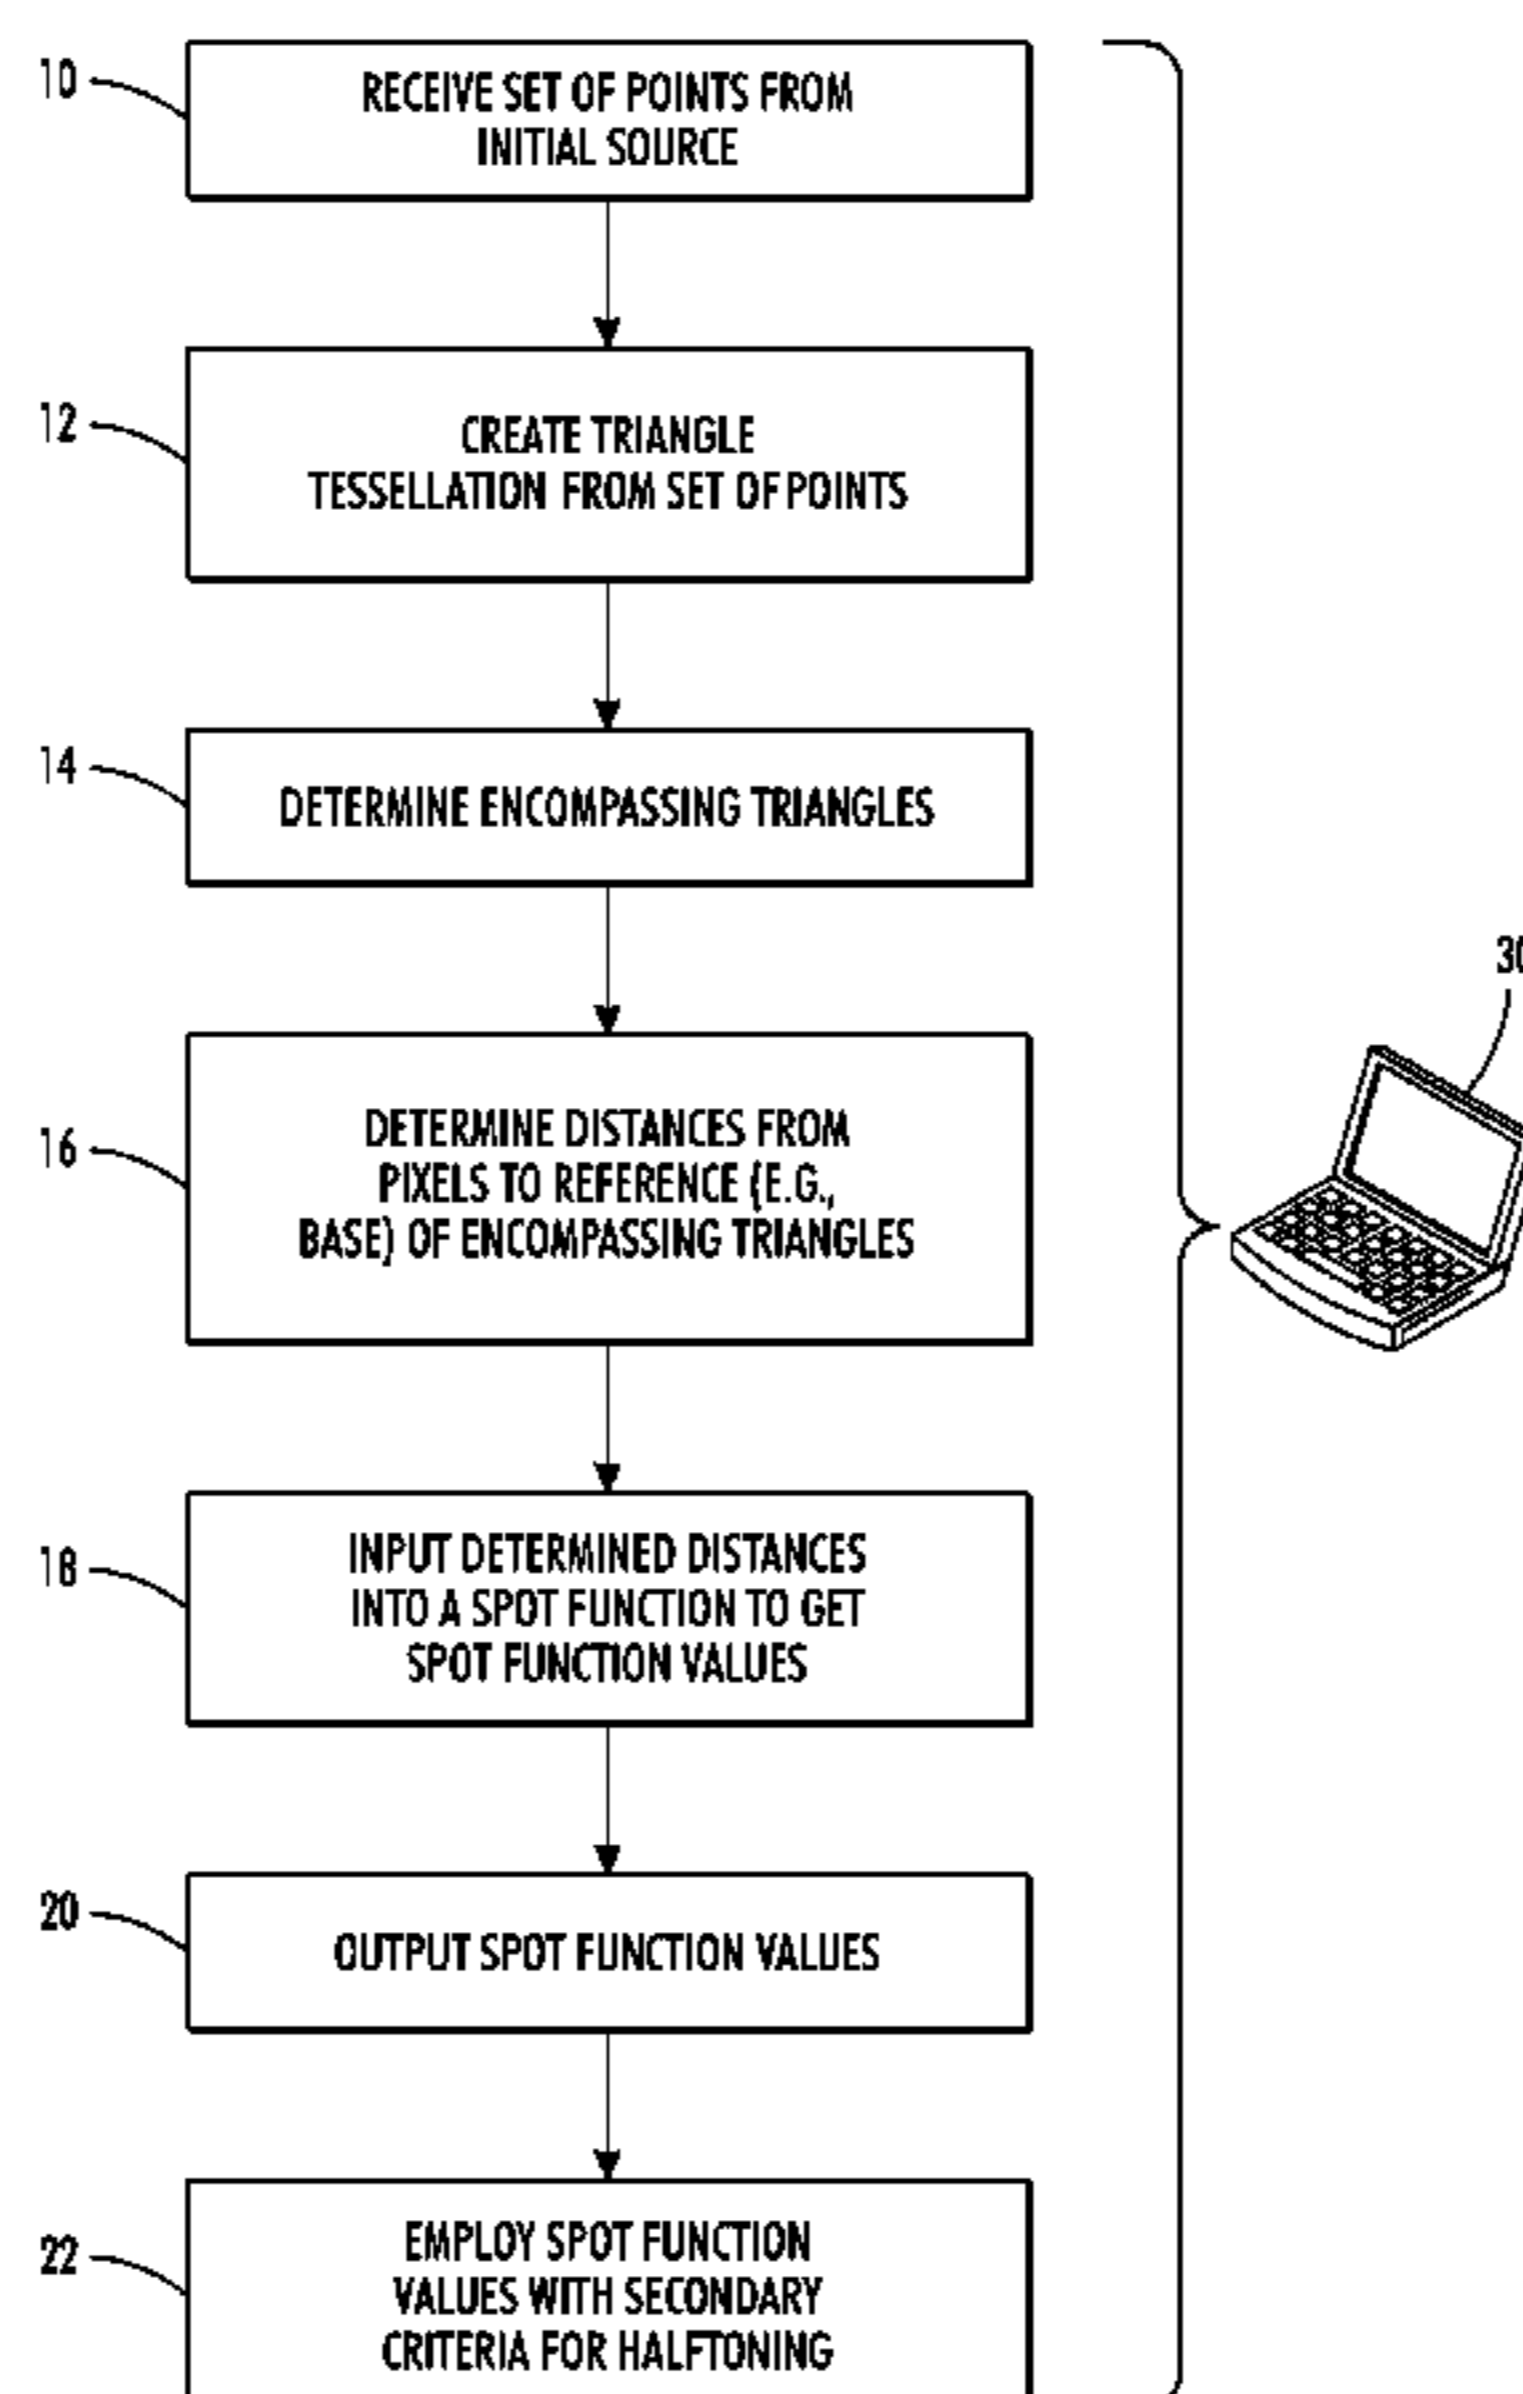 10
RECEIVE SET OF POINTS FROM
INITIAL SOURCE
12
CREATE TRIANGLE
TESSELLATION FROM SET OF POINTS
14
DETERMINE ENCOMPASSING TRIANGLES
30
16
DETERMINE DISTANCES FROM
PIXELS TO REFERENCE (E.G.,
BASE) OF ENCOMPASSING TRIANGLES
18
INPUT DETERMINED DISTANCES
INTO A SPOT FUNCTION TO GET
SPOT FUNCTION VALUES
20
OUTPUT SPOT FUNCTION VALUES
22
EMPLOY SPOT FUNCTION
VALUES WITH SECONDARY
CRITERIA FOR HALFTONING